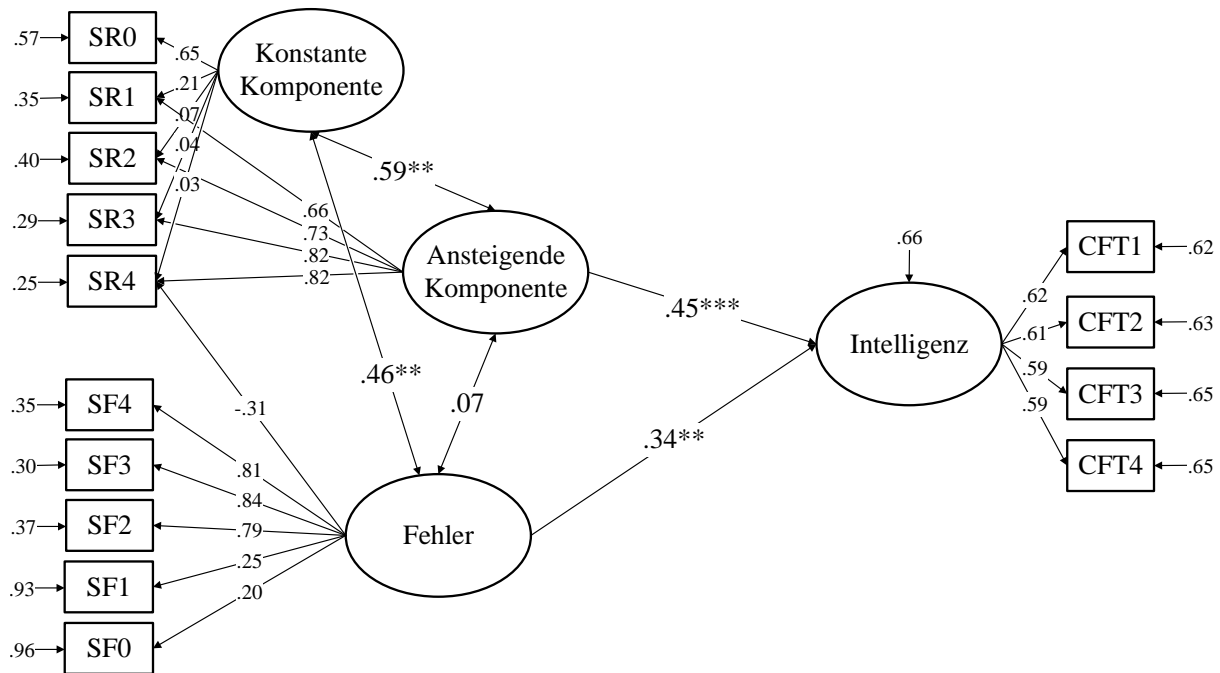 .57
SR0
.65
Konstante
Komponente
.35
SR1
.21
.07
.40
SR2
.04
.59**
.03
.29
SR3
.66
.73
.82
.82
Ansteigende
Komponente
.25
SR4
.66
CFT1
.62
.62
.45***
Intelligenz
.61
CFT2
.63
.59
CFT3
.65
.59
CFT4
.65
.46**
.07
-.31
.34**
.35
SF4
.81
.30
SF3
.84
.37
SF2
.79
Fehler
.25
.93
SF1
.20
.96
SF0